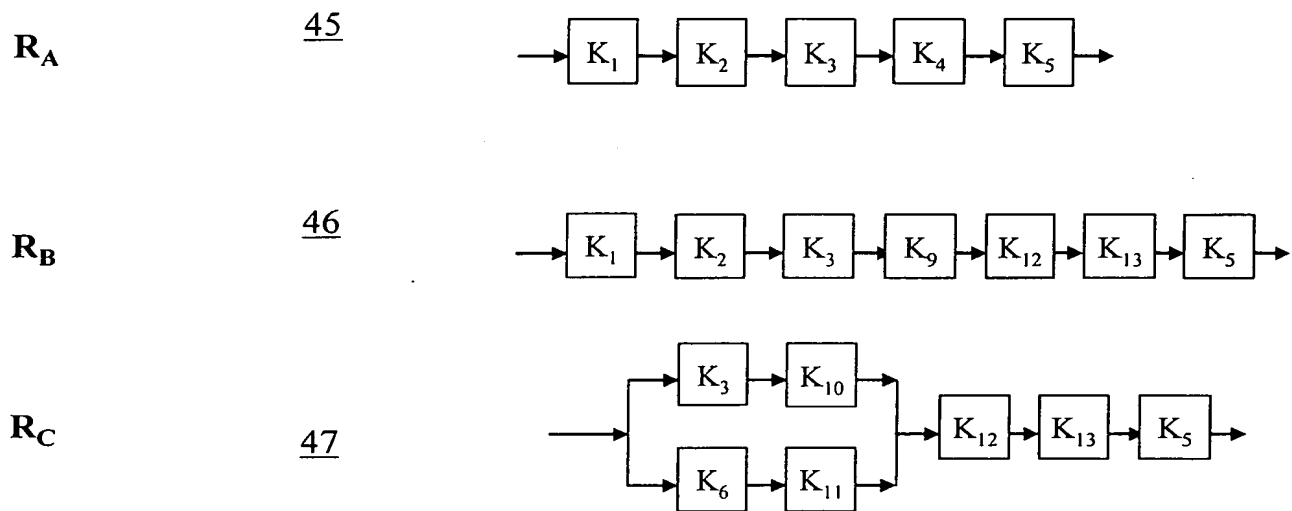 R_A 45 K_1 K_2 K_3 K_4 K_5
R_B 46 K_1 K_2 K_3 K_9 K_12 K_13 K_5
K_3 K_10
R_C 47 K_12 K_13 K_5
K_6 K_11